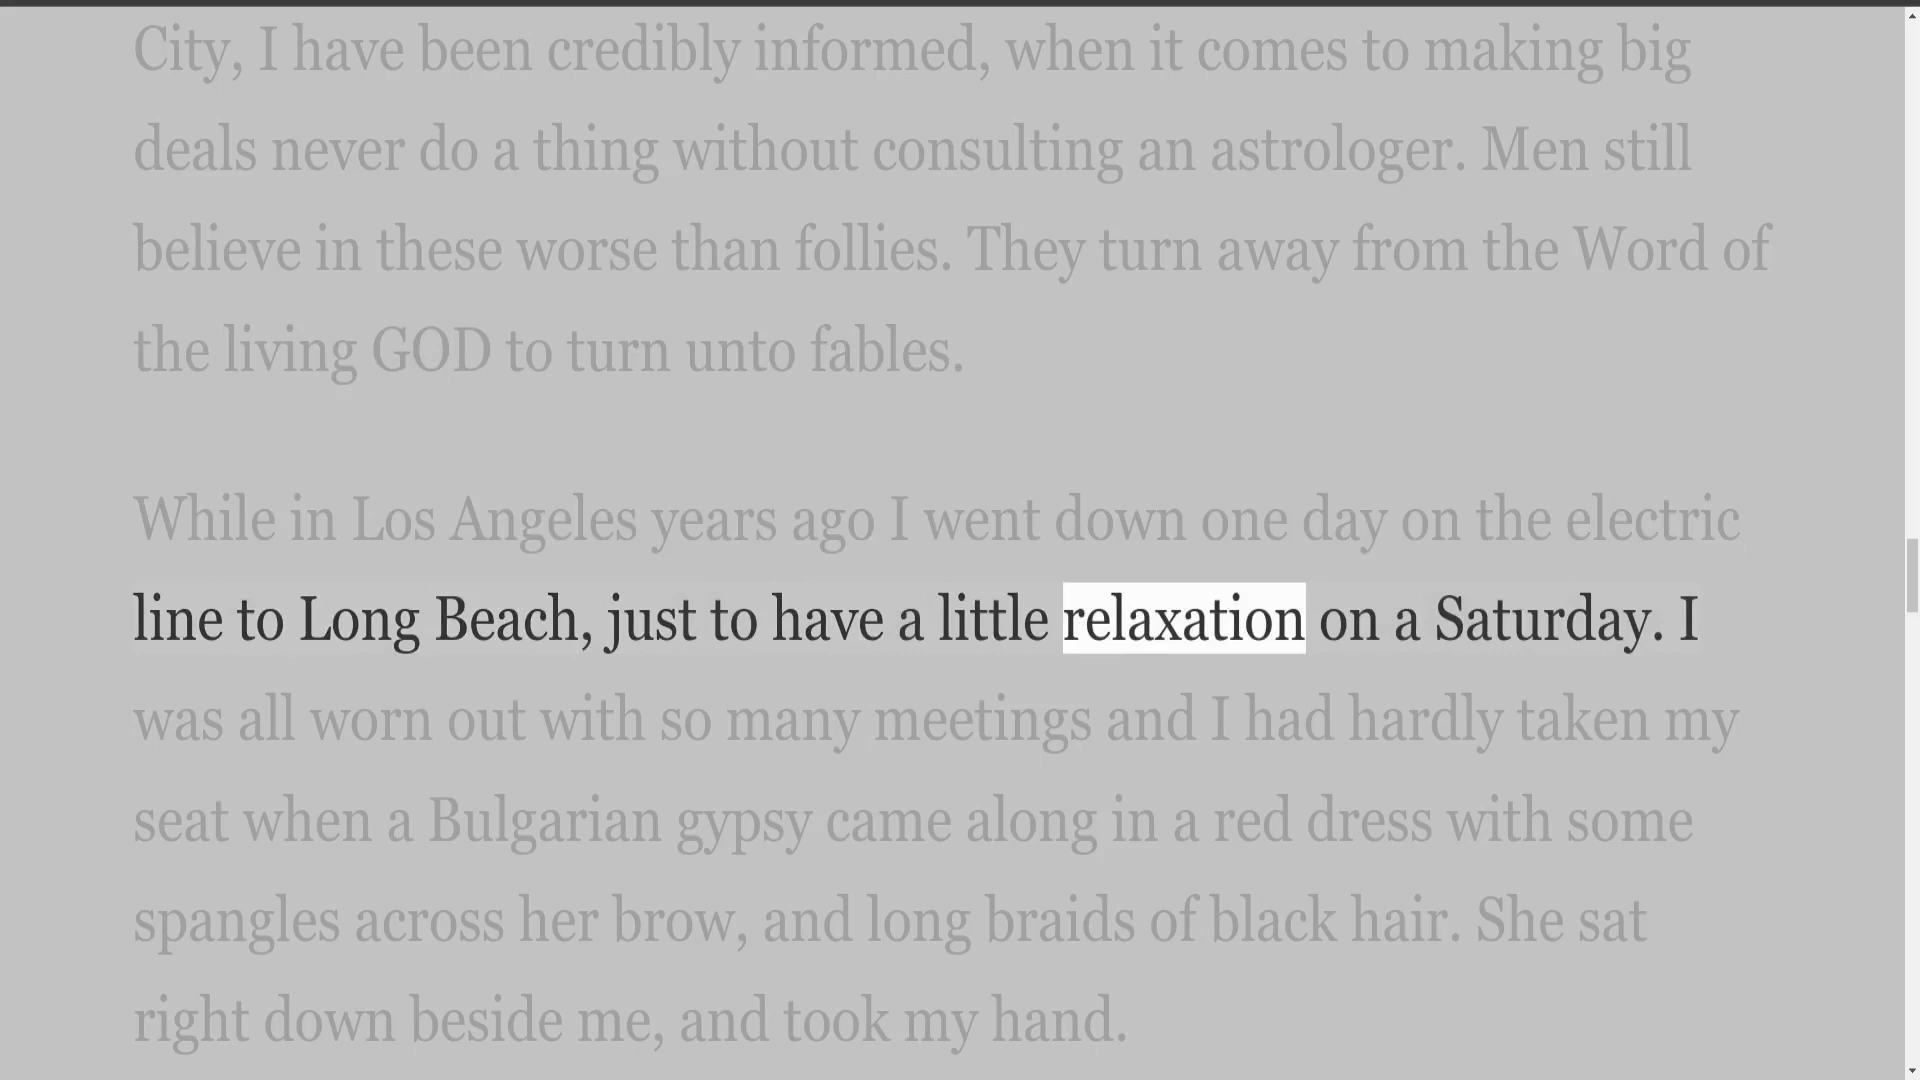 City, I have been credibly informed, when it comes to making big
deals never do a thing without consulting an astrologer. Men still
believe in these worse than follies. They turn away from the Word of
the living GOD to turn unto fables.
While in Los Angeles years ago I went down one day on the electric
line to Long Beach, just to have a little relaxation on a Saturday. I
was all worn out with so many meetings and I had hardly taken my
seat when a Bulgarian gypsy came along in a red dress with some
spangles across her brow, and long braids of black hair. She sat
right down beside me, and took my hand.